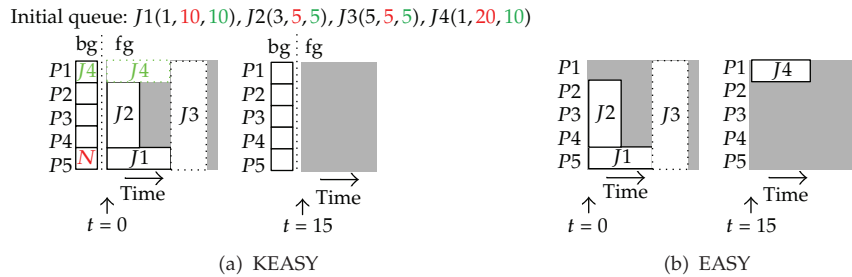 Initial queue: J1(1, 10, 10), J2(3, 5, 5), J3(5, 5, 5), J4(1, 20, 10)
bg fg
P1 J4 J4
P2
P3 J2 J3
P4
P5 N J1
Time
t = 0
bg fg
P1
P2
P3
P4
P5
Time
t = 15
(a) KEASY
P1
P2
P3 J2 J3
P4
P5 J1
Time
t = 0
P1 J4
P2
P3
P4
P5
Time
t = 15
(b) EASY